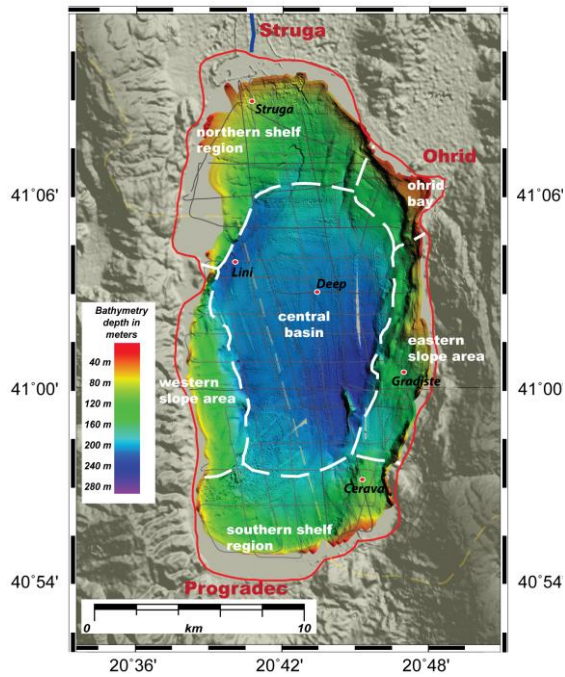 Struga
Struga
northern shelf
region
Ohrid
ohrid
bay
41°06'
41°06'
Lini
Deep
central
basin
Bathymetry
depth in
meters
40 m
80 m
120 m
160 m
200 m
240 m
280 m
eastern
slope area
Gradiste
western
slope area
41°00'
41°00'
Cerava
southern shelf
region
40°54'
40°54'
Progradec
0
10
km
20°36'
20°42'
20°48'